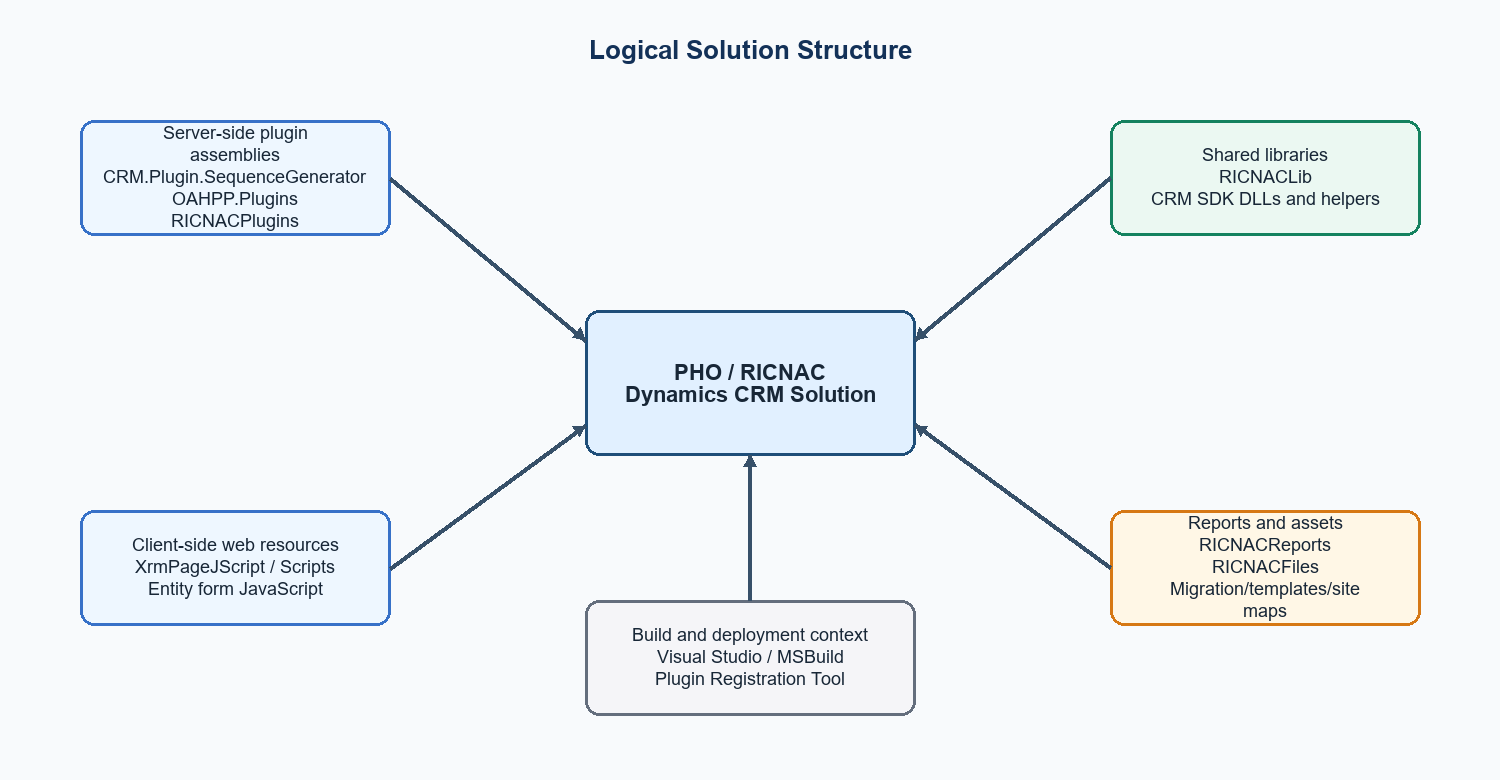 Logical Solution Structure
Server-side plugin
assemblies
CRM.Plugin.SequenceGenerator
OAHPP.Plugins
RICNACPlugins
Shared libraries
RICNACLib
CRM SDK DLLs and helpers
PHO / RICNAC
Dynamics CRM Solution
Client-side web resources
XrmPageJScript / Scripts
Entity form JavaScript
Build and deployment context
Visual Studio / MSBuild
Plugin Registration Tool
Reports and assets
RICNACReports
RICNACFiles
Migration/templates/site
maps